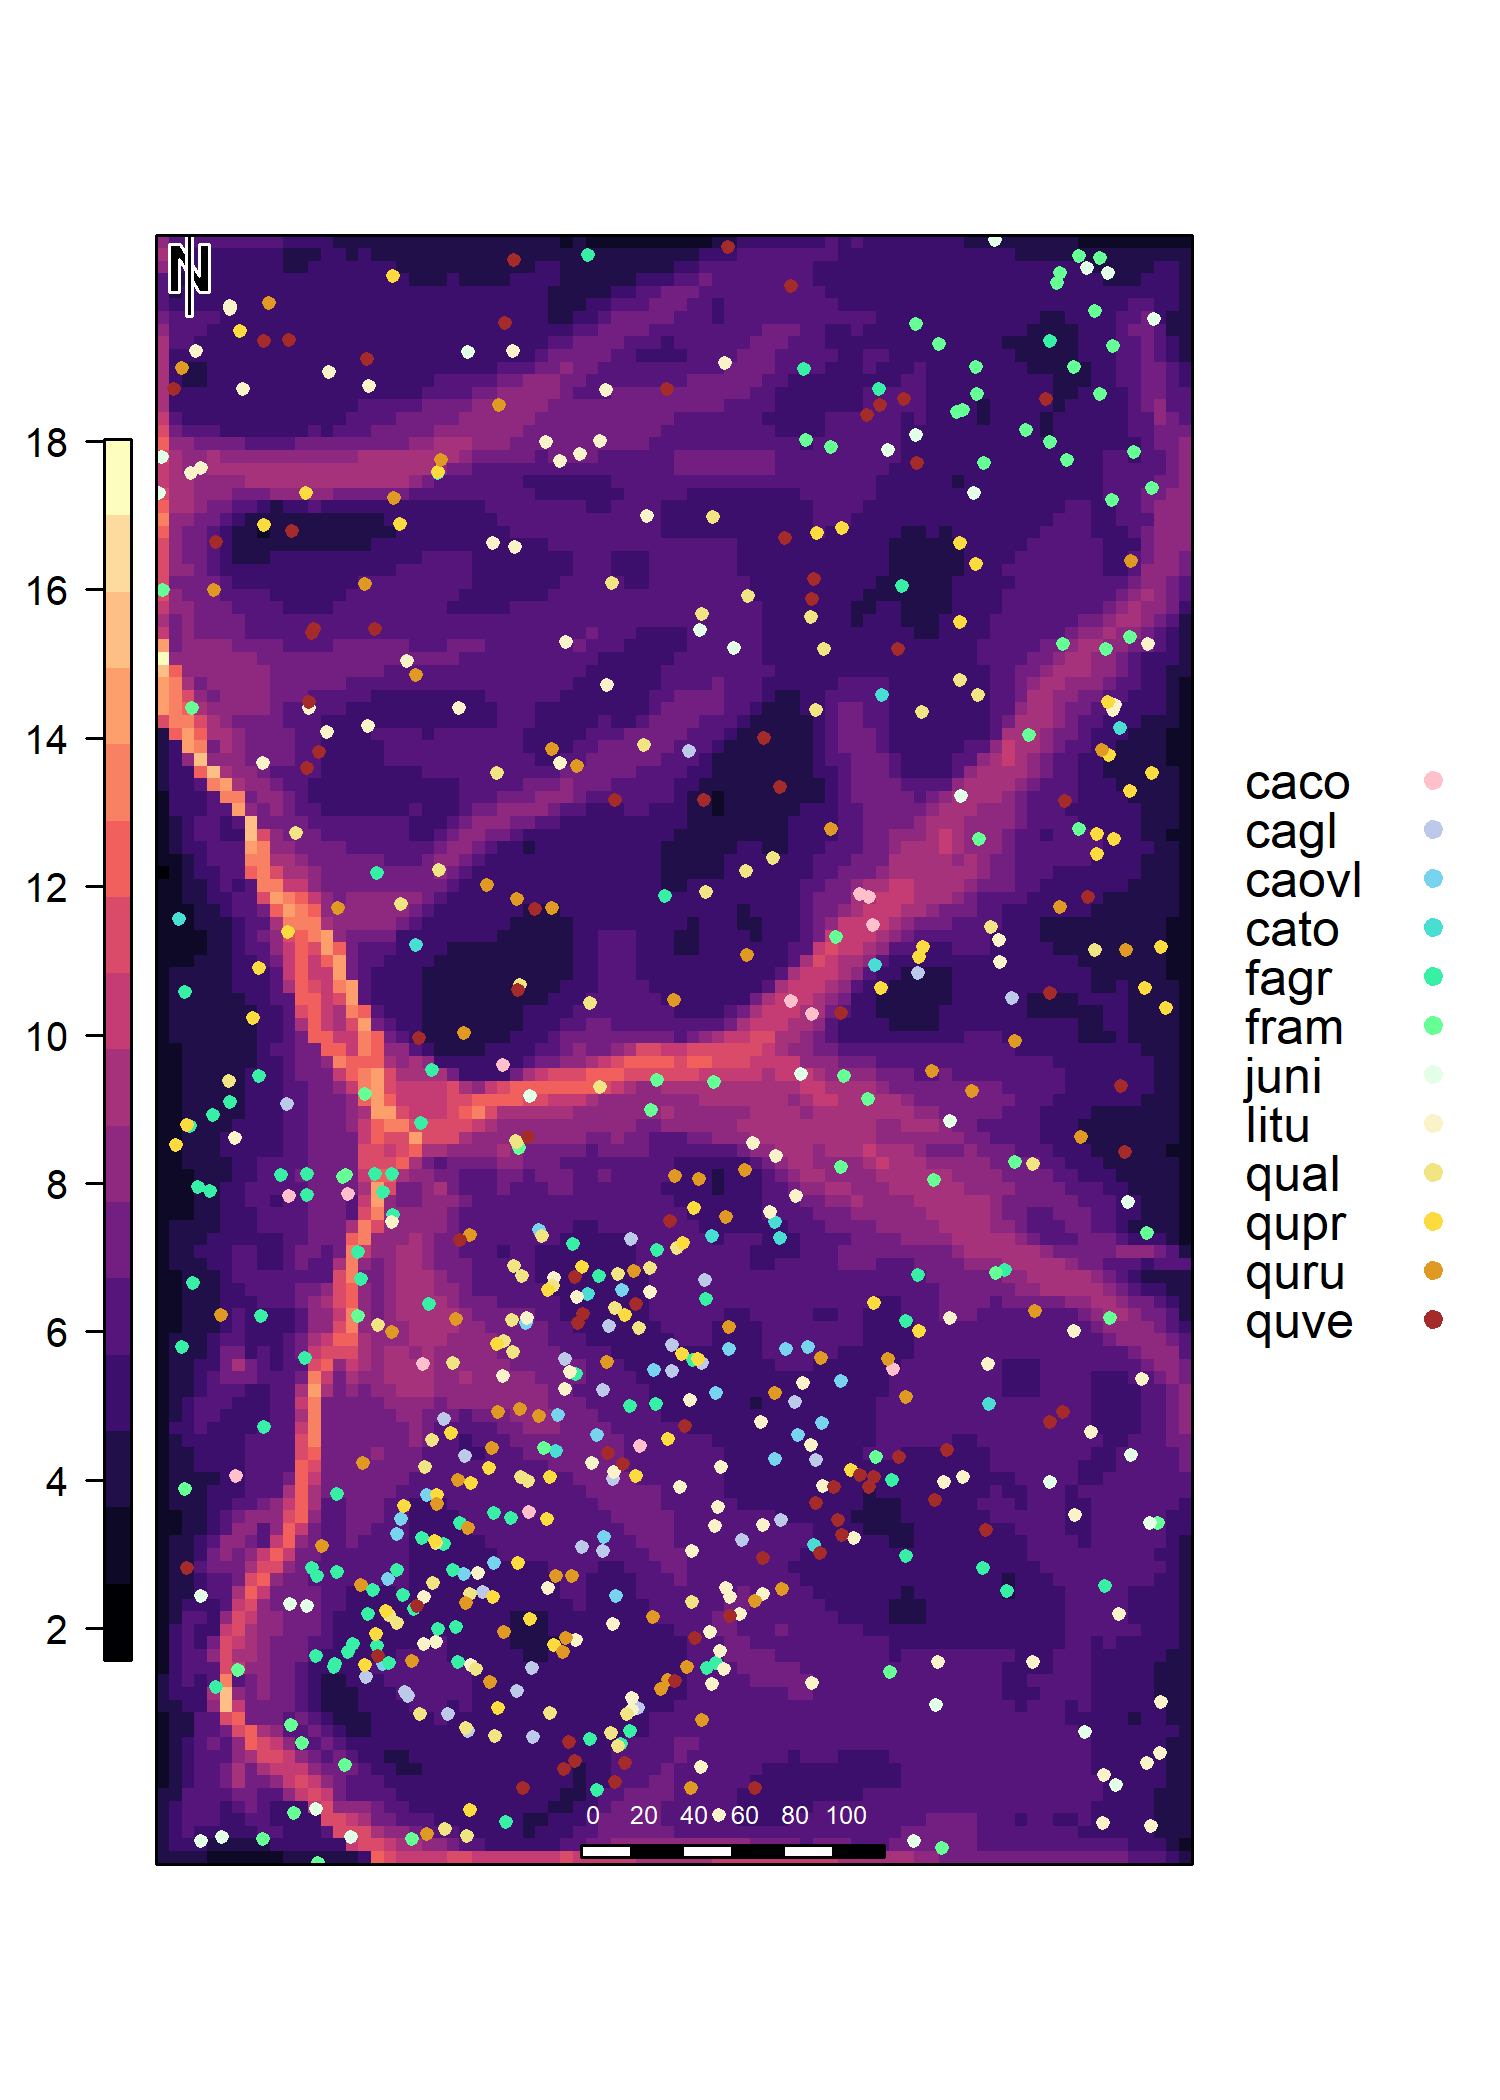 N
18
16
14
12
10
8
6
4
2
caco
cagl
caovl
cato
fagr
fram
juni
litu
qual
qupr
quru
quve
0 20 40 60 80 100